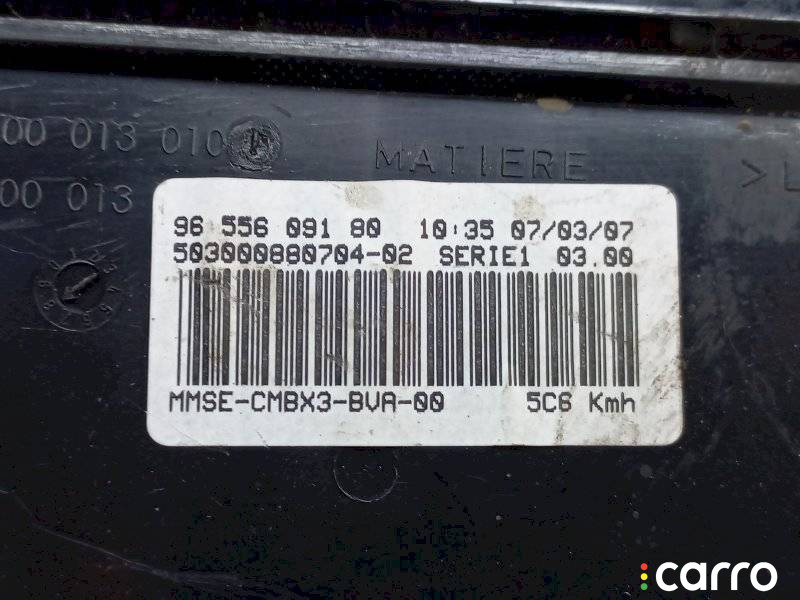 00 013 010
MATIERE
>
00 013
96 556 091 80 10:35 07/03/07
503000880704-02 SERIE1 03.00
MMSE-CMBX3-BVA-00 5C6 Kmh
carro